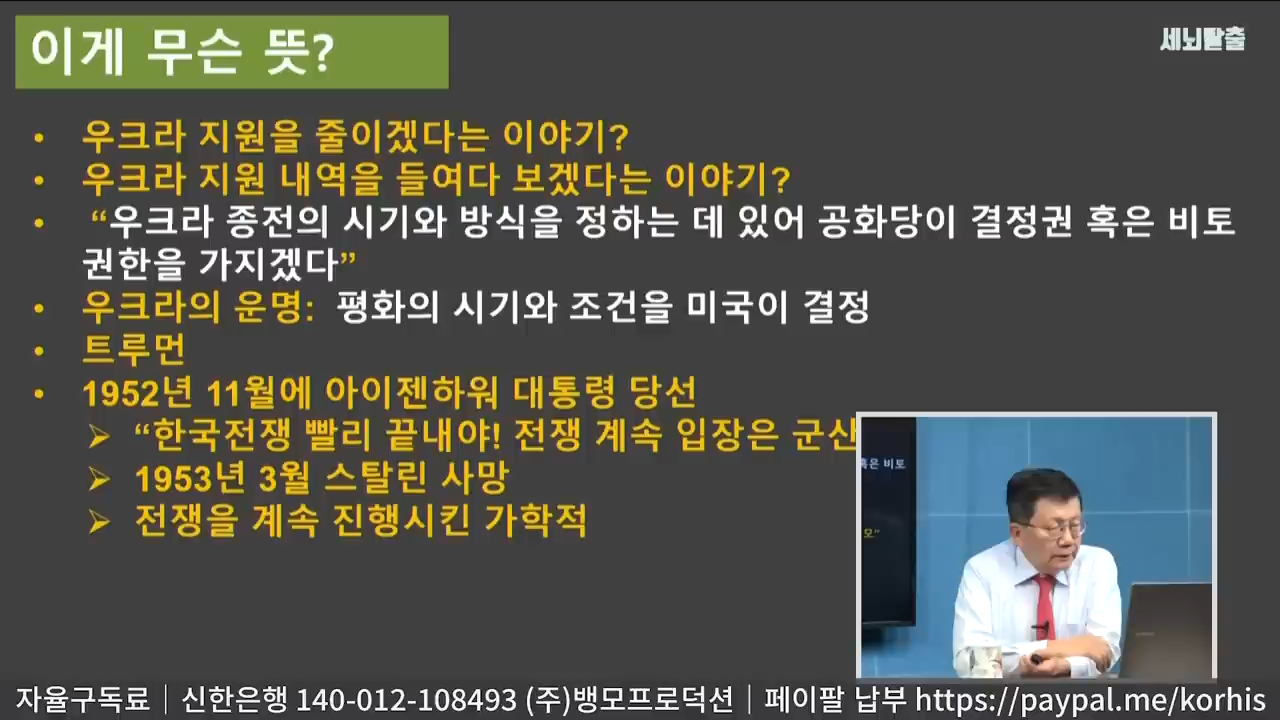 이게 무슨 뜻?
세뇌탈출
• 우크라 지원을 줄이겠다는 이야기?
• 우크라 지원 내역을 들여다 보겠다는 이야기?
• “우크라 종전의 시기와 방식을 정하는 데 있어 공화당이 결정권 혹은 비토
권한을 가지겠다”
• 우크라의 운명: 평화의 시기와 조건을 미국이 결정
• 트루먼
• 1952년 11월에 아이젠하워 대통령 당선
➢ “한국전쟁 빨리 끝내야! 전쟁 계속 입장은 군산
➢ 1953년 3월 스탈린 사망
➢ 전쟁을 계속 진행시킨 가학적
혹은 비토
모”
자율구독료│신한은행 140-012-108493 (주)뱅모프로덕션│페이팔 납부 https://paypal.me/korhis